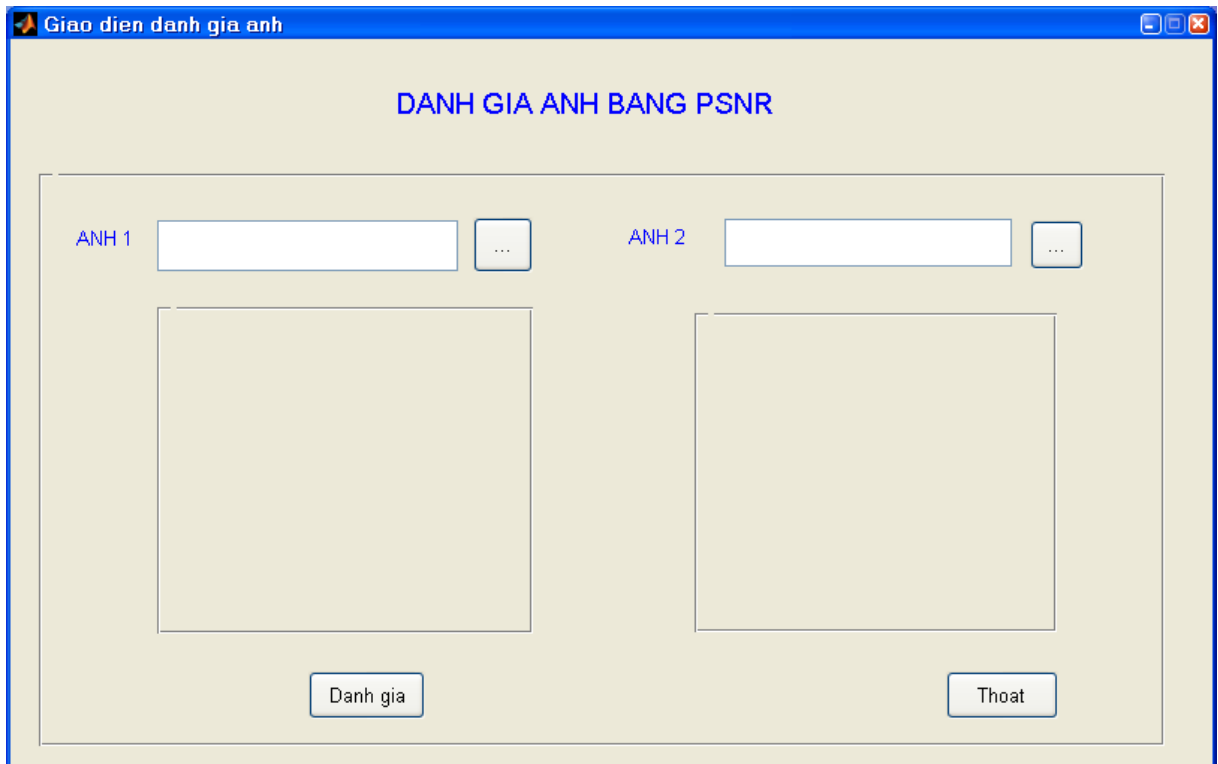 Giao dien danh gia anh
DANH GIA ANH BANG PSNR
ANH 1
...
ANH 2
...
Danh gia
Thoat